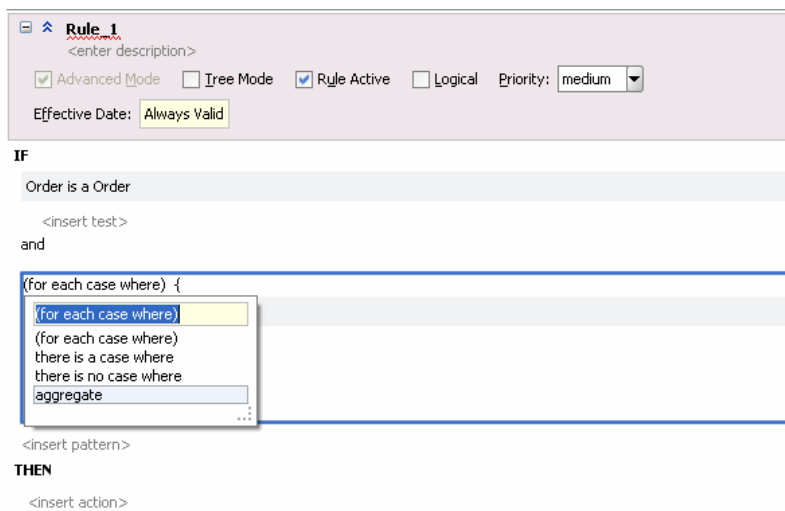 Rule_1
<enter description>
Advanced Mode Tree Mode Rule Active Logical Priority: medium
Effective Date: Always Valid
IF
Order is a Order
<insert test>
and
(for each case where) {
(for each case where)
(for each case where)
there is a case where
there is no case where
aggregate
<insert pattern>
THEN
<insert action>